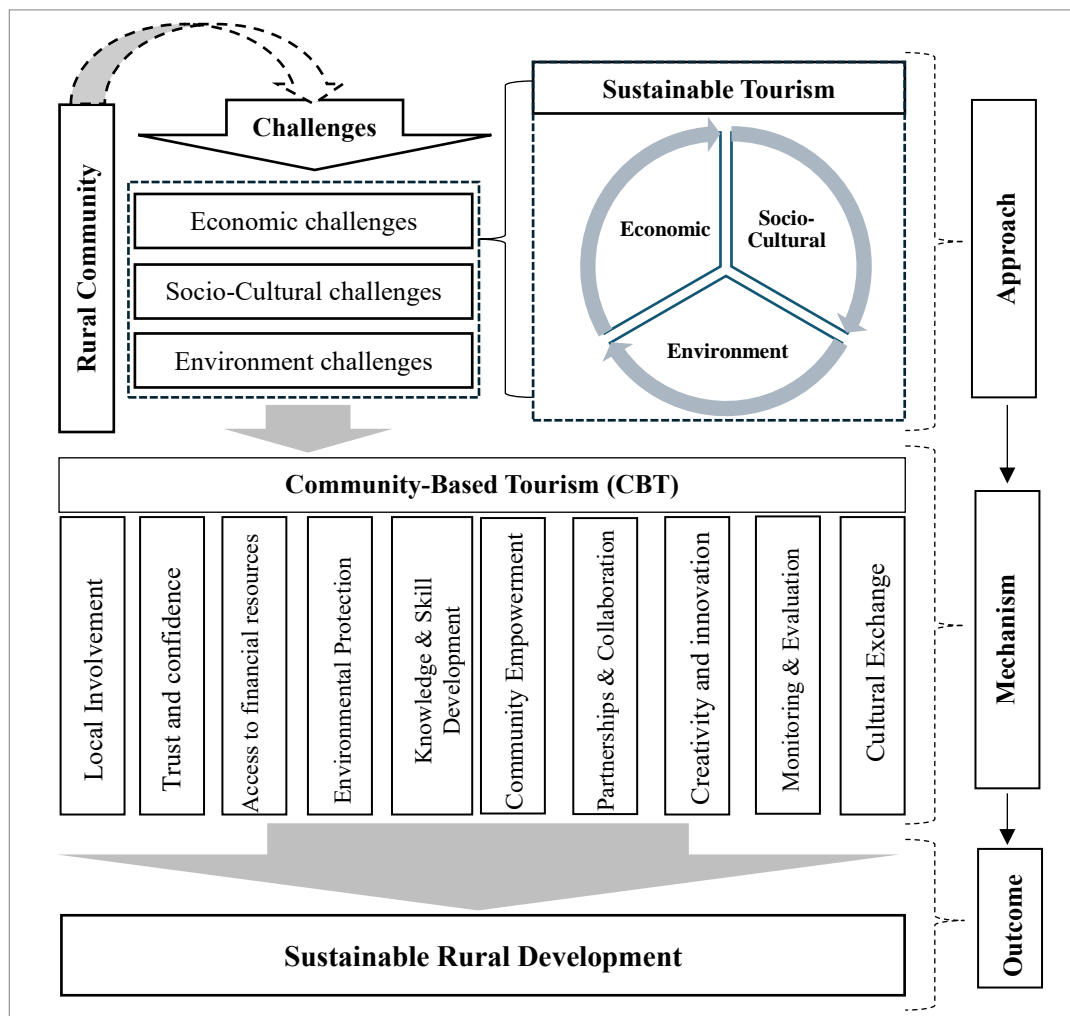 Rural Community
Challenges
Economic challenges
Socio-Cultural challenges
Environment challenges
Sustainable Tourism
Economic
Socio-
Cultural
Environment
Approach
Community-Based Tourism (CBT)
Local Involvement
Trust and confidence
Access to financial resources
Environmental Protection
Knowledge & Skill
Development
Community Empowerment
Partnerships & Collaboration
Creativity and innovation
Monitoring & Evaluation
Cultural Exchange
Mechanism
Sustainable Rural Development
Outcome